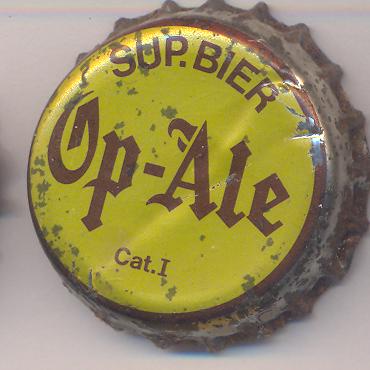 SUP. BIER
Op-Ale
Cat.I